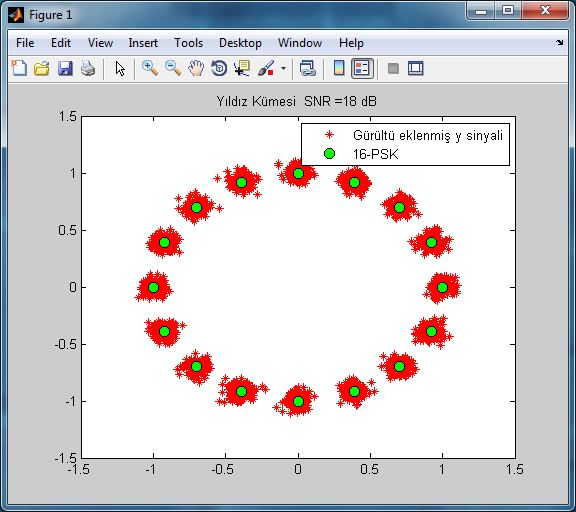 Figure 1
File Edit View Insert Tools Desktop Window Help
Yıldız Kümesi SNR =18 dB
Gürültü eklenmiş y sinyali
16-PSK
1.5
1
0.5
0
-0.5
-1
-1.5
-1.5 -1 -0.5 0 0.5 1 1.5